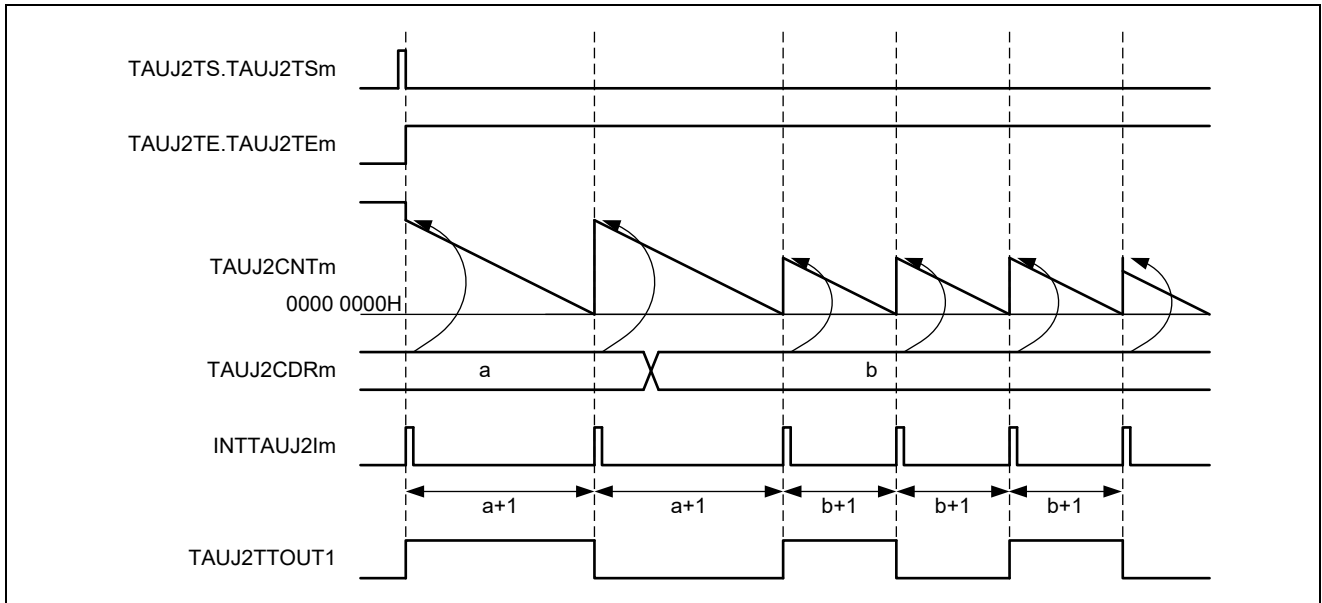 TAUJ2TS.TAUJ2TSm
TAUJ2TE.TAUJ2TEm
TAUJ2CNTm
0000 0000H
TAUJ2CDRm
a
b
INTTAUJ2Im
a+1
a+1
b+1
b+1
b+1
TAUJ2TTOUT1